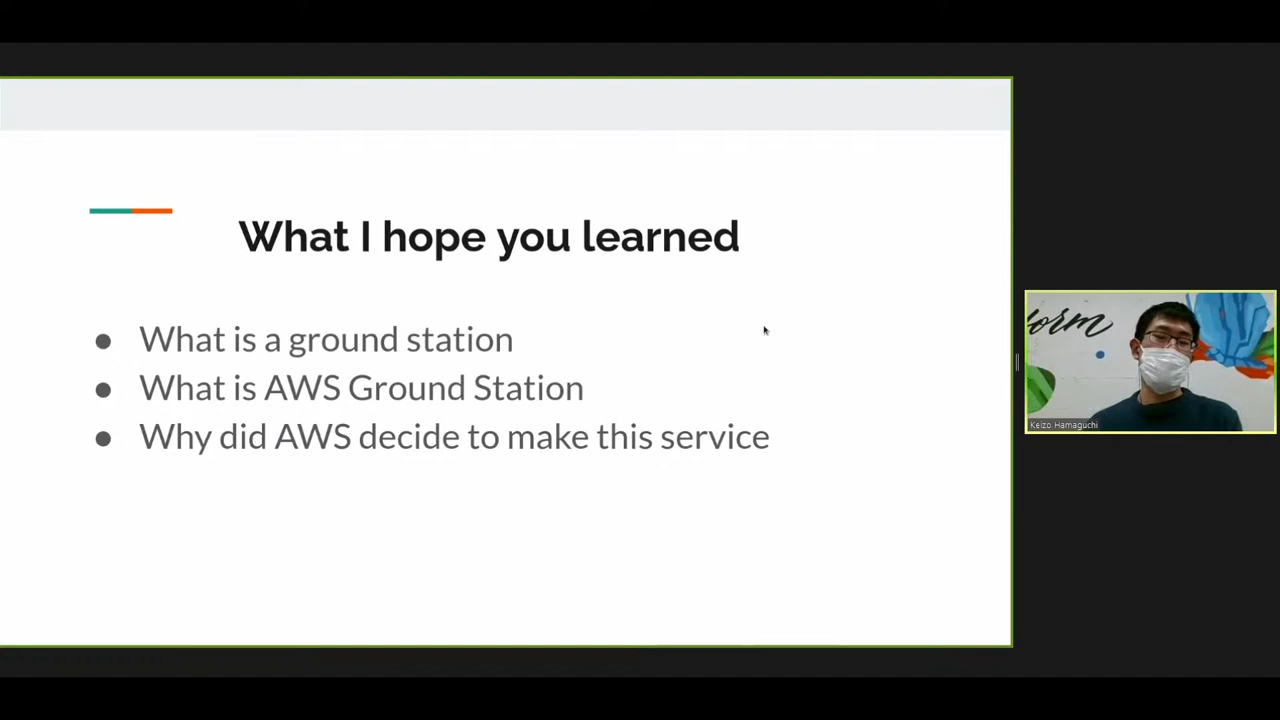 What I hope you learned
● What is a ground station
● What is AWS Ground Station
● Why did AWS decide to make this service
orm
Keizo Hamaguchi